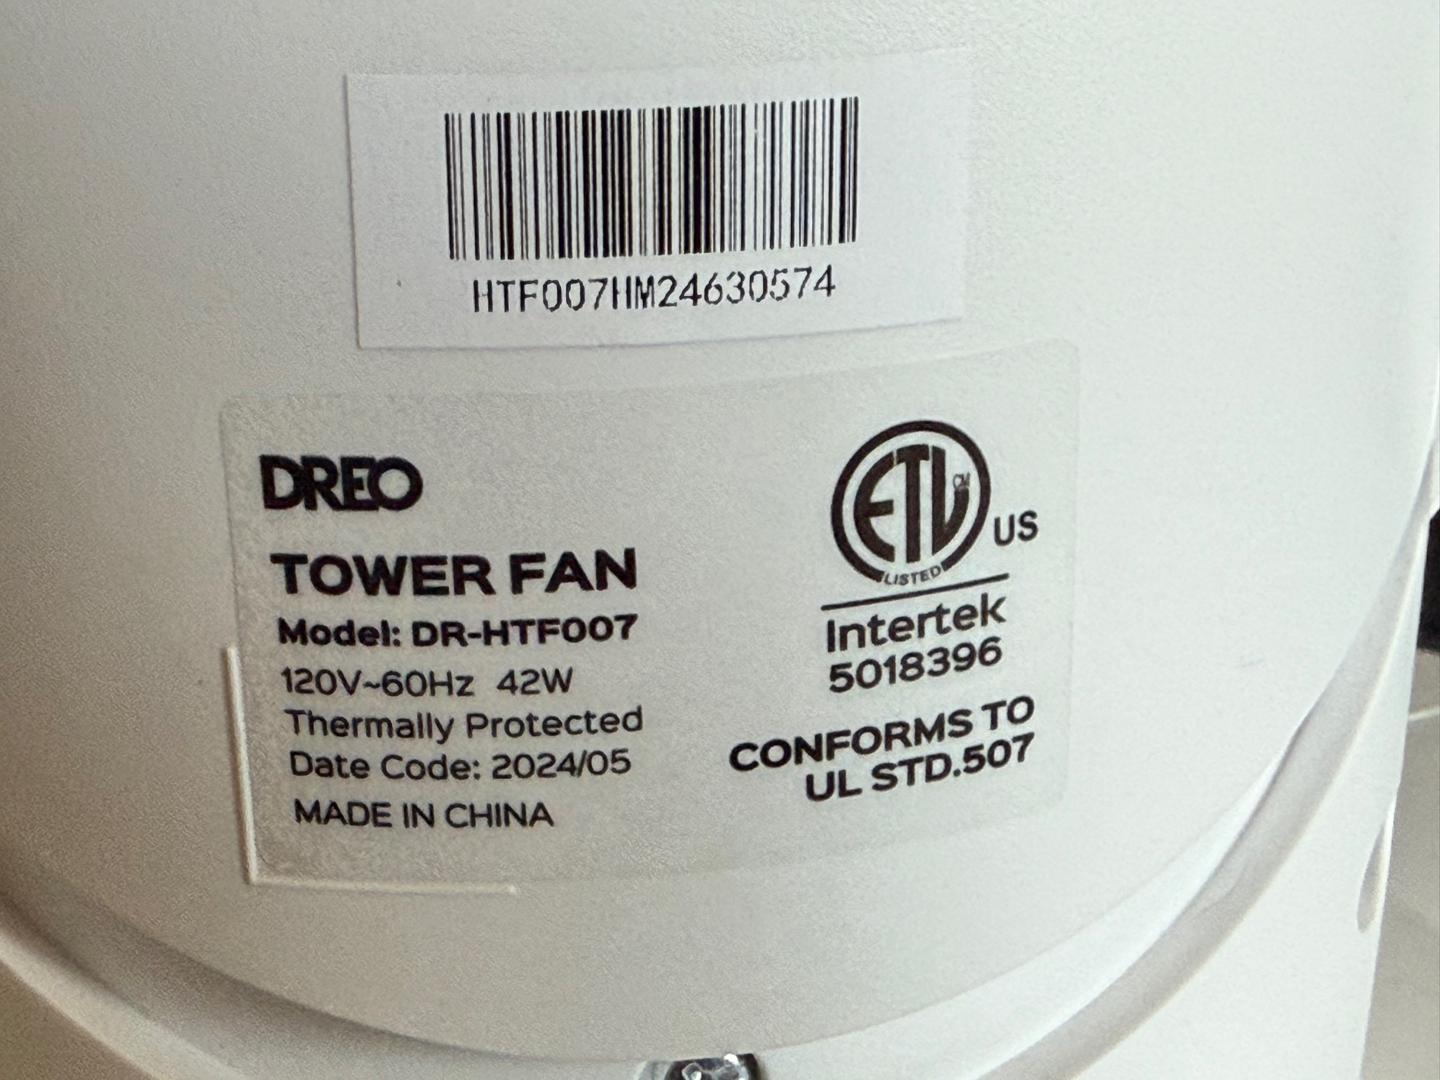 HTF007HM24630574
DREO
TOWER FAN
Model: DR-HTF007
120V~60Hz 42W
Thermally Protected
Date Code: 2024/05
MADE IN CHINA
ETL CM
US
LISTED
Intertek
5018396
CONFORMS TO
UL STD.507